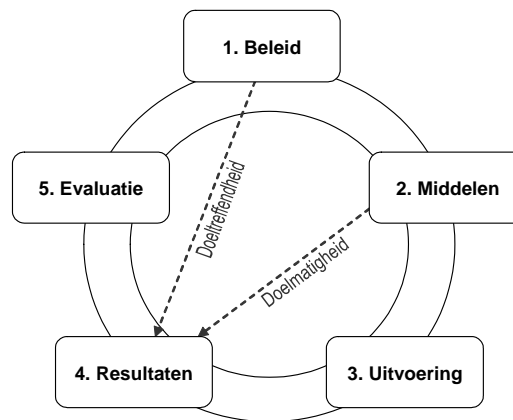 1. Beleid
5. Evaluatie
2. Middelen
Doeltreffendheid
Doelmatigheid
4. Resultaten
3. Uitvoering